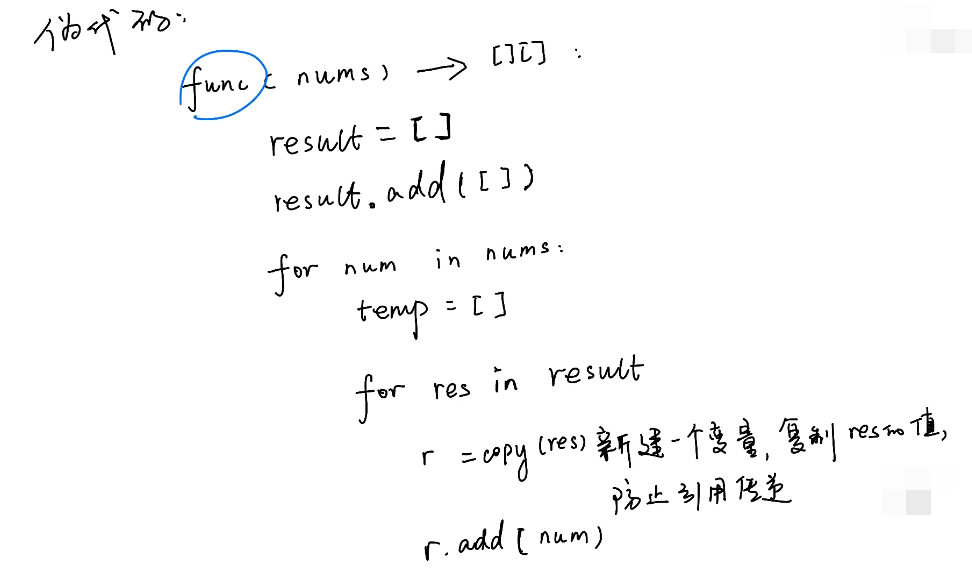 伪代码:
func(nums) → [][] :
result = []
result.add([])
for num in nums:
temp = []
for res in result
r = copy(res) 新建一个变量,复制res的值,
防止引用传递
r.add(num)